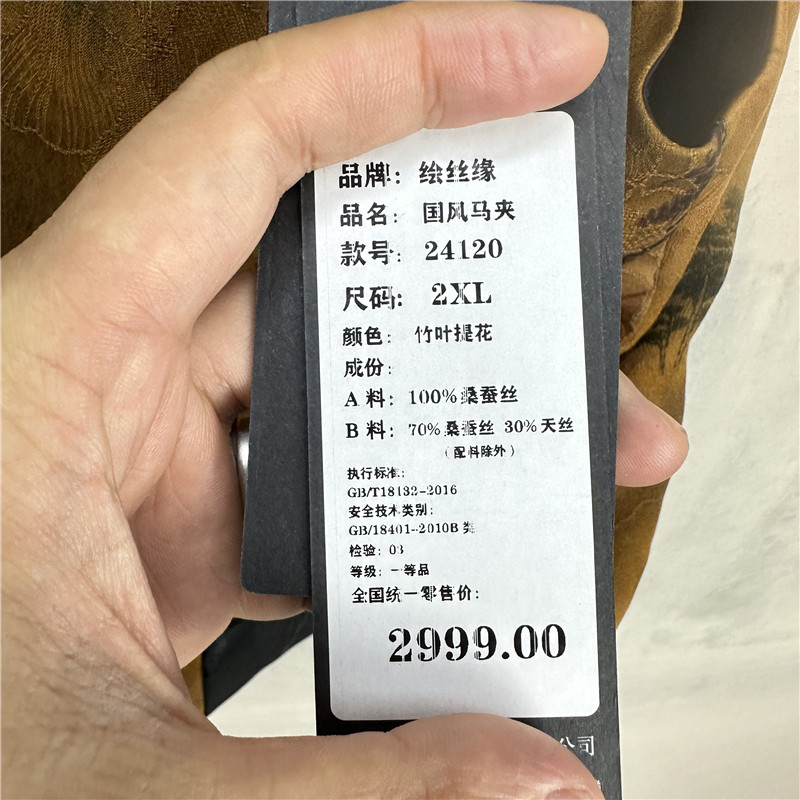 品牌：绘丝缘
品名：国风马夹
款号：24120
尺码：2XL
颜色：竹叶提花
成份：
A 料：100%桑蚕丝
B 料：70%桑蚕丝 30%天丝
（配料除外）
执行标准：
GB/T18132-2016
安全技术类别：
GB/18401-2010B 类
检验：03
等级：一等品
全国统一零售价：
2999.00
公司